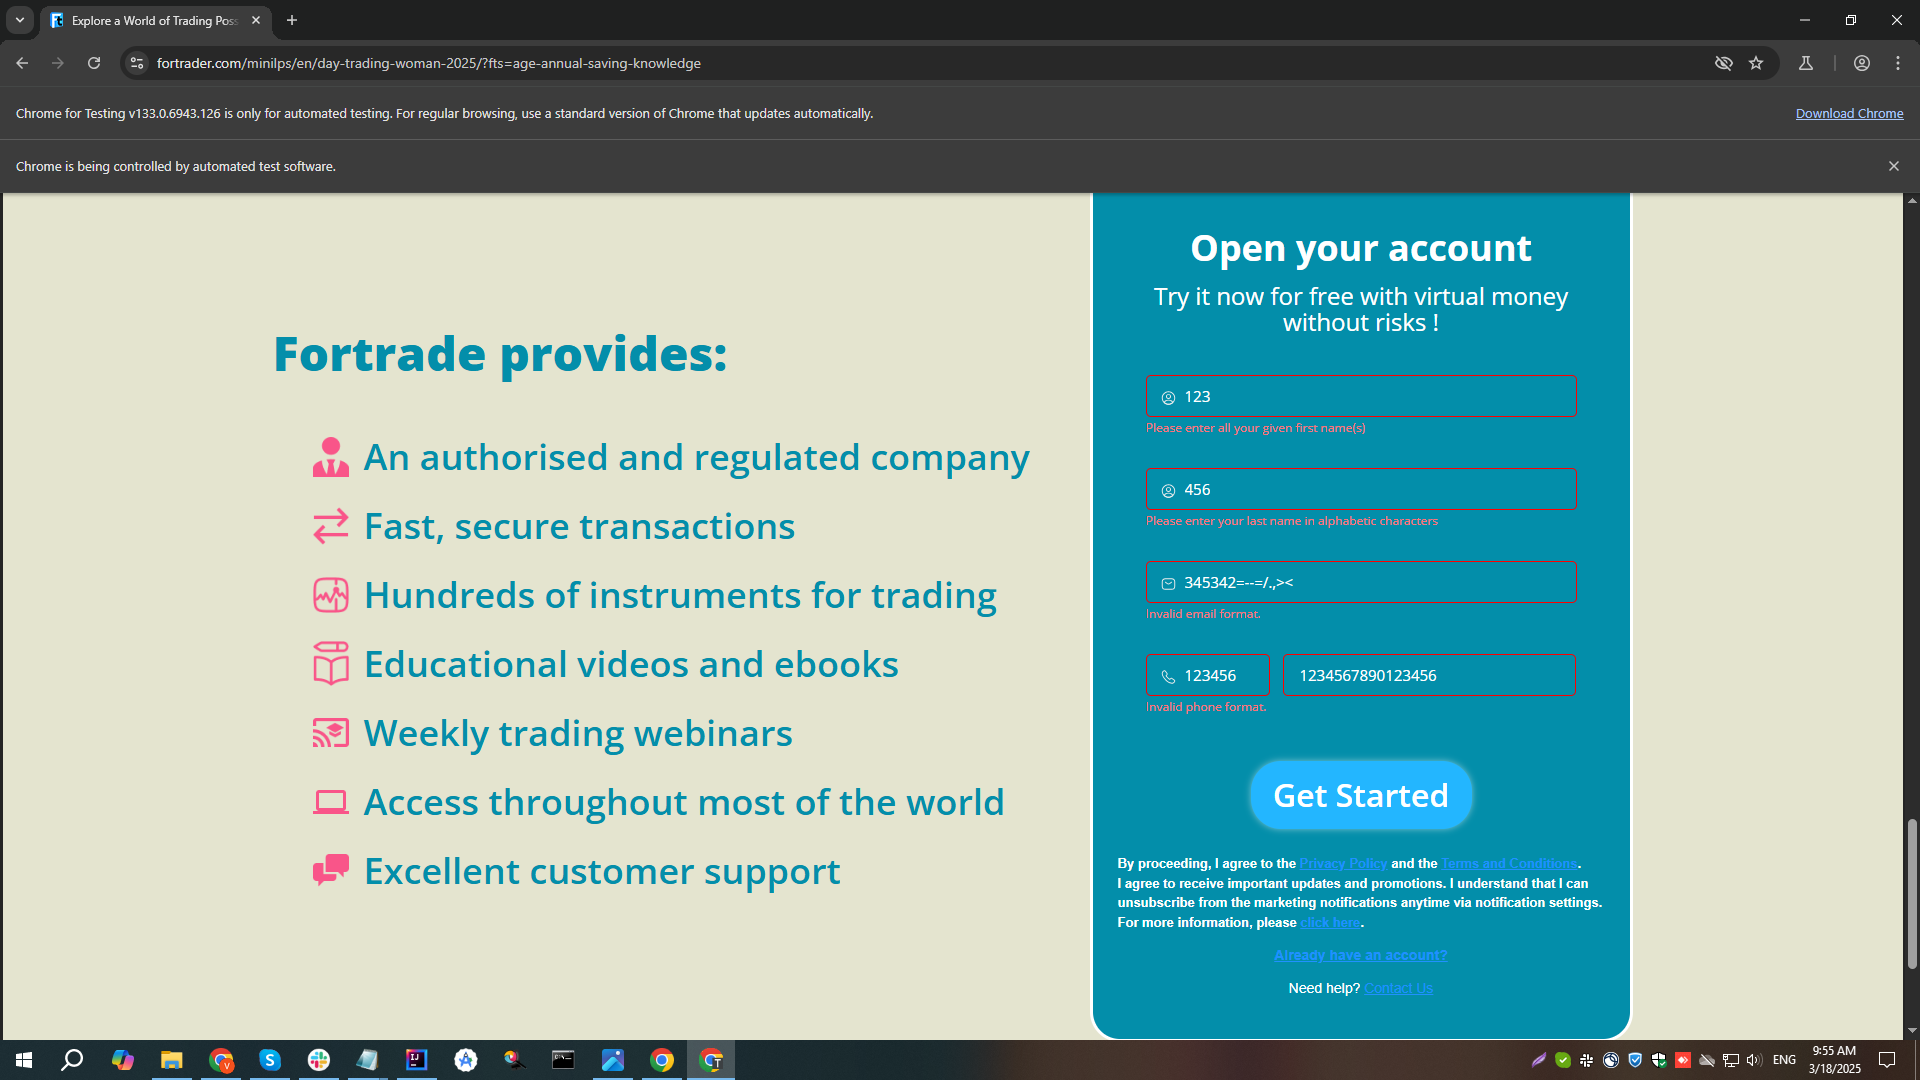 Explore a World of Trading Poss
fortrader.com/minilps/en/day-trading-woman-2025/?fts=age-annual-saving-knowledge
Chrome for Testing v133.0.6943.126 is only for automated testing. For regular browsing, use a standard version of Chrome that updates automatically.
Download Chrome
Chrome is being controlled by automated test software.
Fortrade provides:
An authorised and regulated company
Fast, secure transactions
Hundreds of instruments for trading
Educational videos and ebooks
Weekly trading webinars
Access throughout most of the world
Excellent customer support
Open your account
Try it now for free with virtual money
without risks !
123
Please enter all your given first name(s)
456
Please enter your last name in alphabetic characters
345342=--=/.,><
Invalid email format.
123456
1234567890123456
Invalid phone format.
Get Started
By proceeding, I agree to the Privacy Policy and the Terms and Conditions.
I agree to receive important updates and promotions. I understand that I can
unsubscribe from the marketing notifications anytime via notification settings.
For more information, please click here.
Already have an account?
Need help? Contact Us
ENG
9:55 AM
3/18/2025